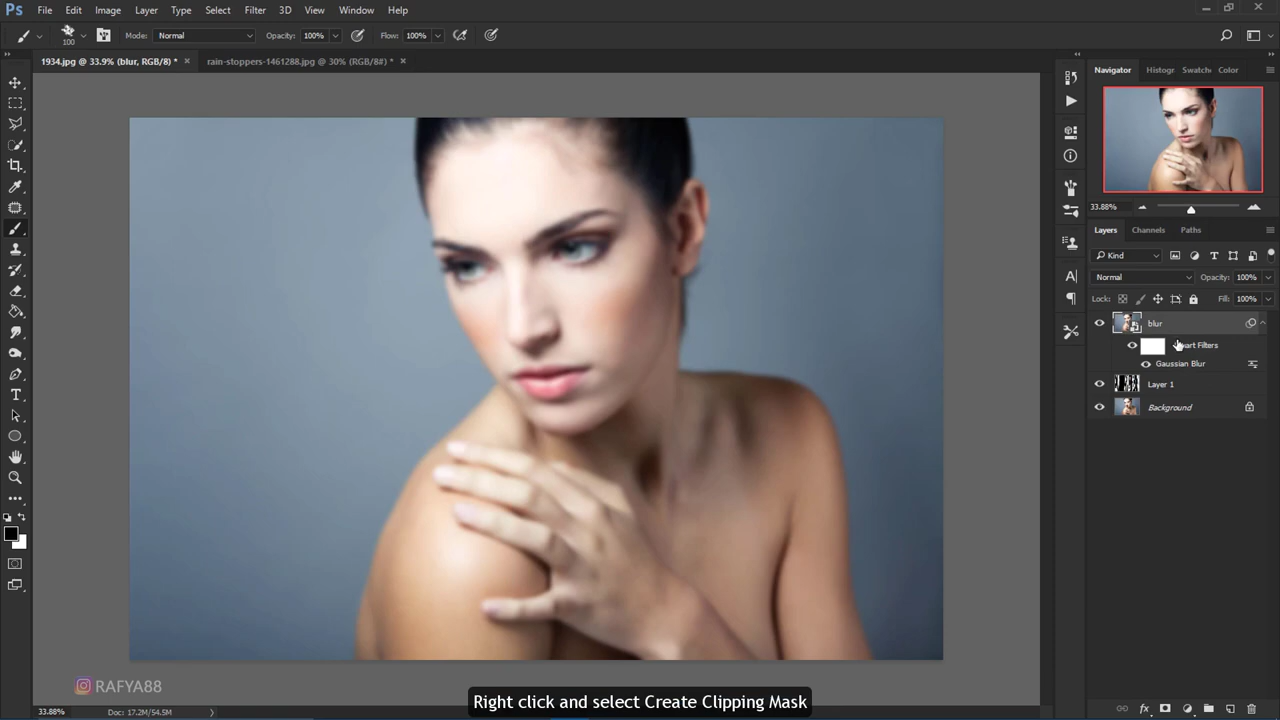 Ps File Edit Image Layer Type Select Filter 3D View Window Help
100 Mode: Normal Opacity: 100% Flow: 100%
1934.jpg @ 33.9% (blur, RGB/8) * × rain-stoppers-1461288.jpg @ 30% (RGB/8#) * ×
Navigator Histogr Swatch Color
33.88%
Layers Channels Paths
Kind
Normal Opacity: 100%
Lock: Fill: 100%
blur
Filters
Gaussian Blur
Layer 1
Background
RAFYA88
Right click and select Create Clipping Mask
33.88% Doc: 17.2M/54.5M